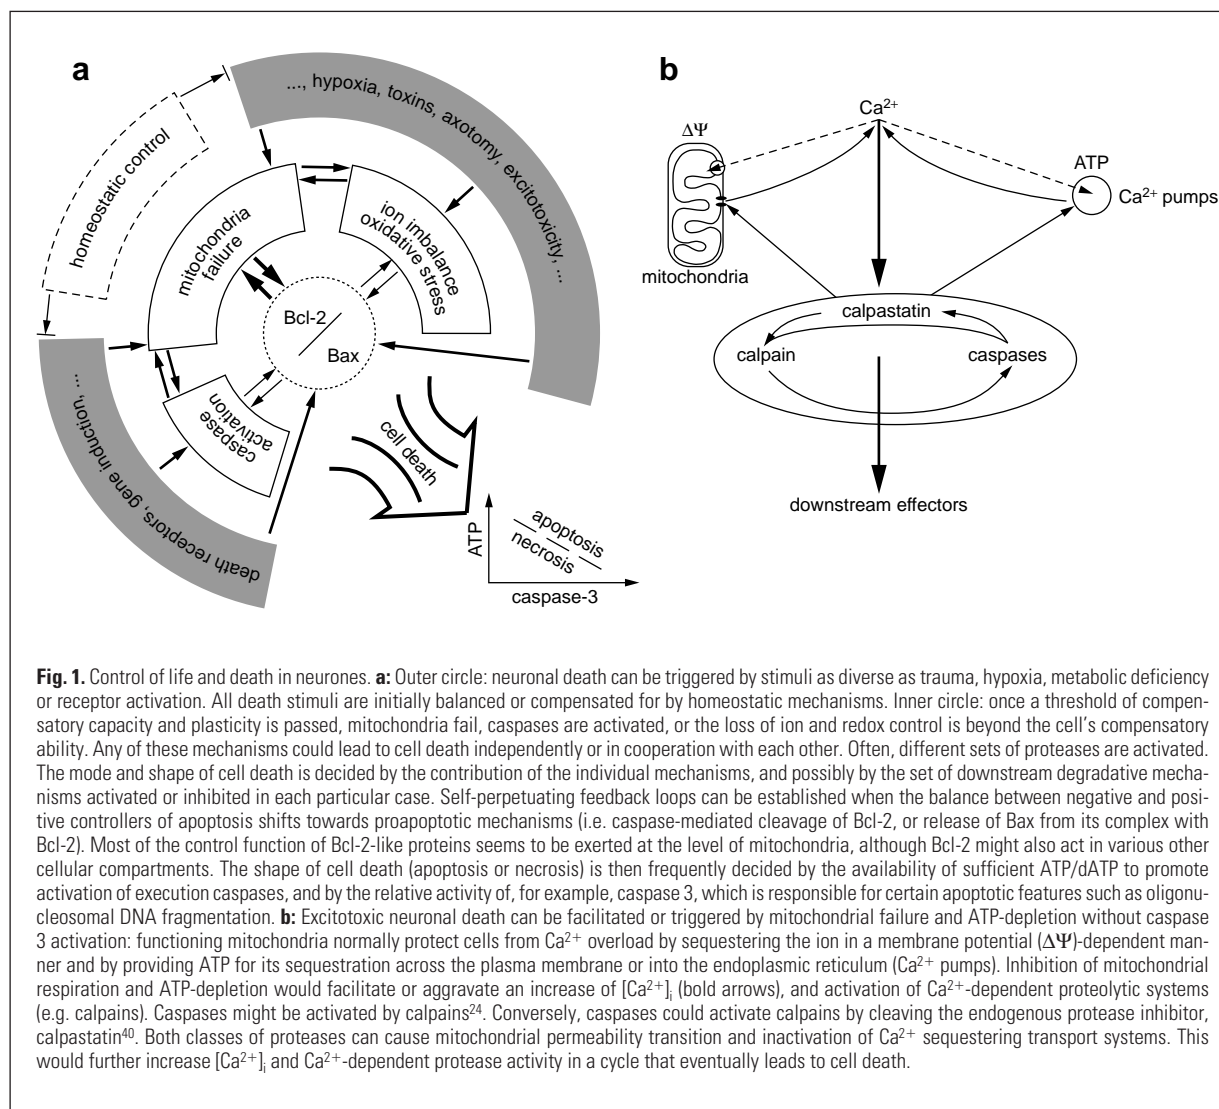 a
..., hypoxia, toxins, axotomy, excitotoxicity, ...
homeostatic control
mitochondria
failure
ion imbalance
oxidative stress
Bcl-2
Bax
caspase
activation
death receptors, gene induction, ...
cell death
ATP
apoptosis
necrosis
caspase-3
b
Ca²⁺
ΔΨ
mitochondria
ATP
Ca²⁺ pumps
calpastatin
calpain
caspases
downstream effectors
Fig. 1. Control of life and death in neurones. a: Outer circle: neuronal death can be triggered by stimuli as diverse as trauma, hypoxia, metabolic deficiency
or receptor activation. All death stimuli are initially balanced or compensated for by homeostatic mechanisms. Inner circle: once a threshold of compen-
satory capacity and plasticity is passed, mitochondria fail, caspases are activated, or the loss of ion and redox control is beyond the cell's compensatory
ability. Any of these mechanisms could lead to cell death independently or in cooperation with each other. Often, different sets of proteases are activated.
The mode and shape of cell death is decided by the contribution of the individual mechanisms, and possibly by the set of downstream degradative mecha-
nisms activated or inhibited in each particular case. Self-perpetuating feedback loops can be established when the balance between negative and posi-
tive controllers of apoptosis shifts towards proapoptotic mechanisms (i.e. caspase-mediated cleavage of Bcl-2, or release of Bax from its complex with
Bcl-2). Most of the control function of Bcl-2-like proteins seems to be exerted at the level of mitochondria, although Bcl-2 might also act in various other
cellular compartments. The shape of cell death (apoptosis or necrosis) is then frequently decided by the availability of sufficient ATP/dATP to promote
activation of execution caspases, and by the relative activity of, for example, caspase 3, which is responsible for certain apoptotic features such as oligonu-
cleosomal DNA fragmentation. b: Excitotoxic neuronal death can be facilitated or triggered by mitochondrial failure and ATP-depletion without caspase
3 activation: functioning mitochondria normally protect cells from Ca²⁺ overload by sequestering the ion in a membrane potential (ΔΨ)-dependent man-
ner and by providing ATP for its sequestration across the plasma membrane or into the endoplasmic reticulum (Ca²⁺ pumps). Inhibition of mitochondrial
respiration and ATP-depletion would facilitate or aggravate an increase of [Ca²⁺]ᵢ (bold arrows), and activation of Ca²⁺-dependent proteolytic systems
(e.g. calpains). Caspases might be activated by calpains²⁴. Conversely, caspases could activate calpains by cleaving the endogenous protease inhibitor,
calpastatin⁴⁰. Both classes of proteases can cause mitochondrial permeability transition and inactivation of Ca²⁺ sequestering transport systems. This
would further increase [Ca²⁺]ᵢ and Ca²⁺-dependent protease activity in a cycle that eventually leads to cell death.